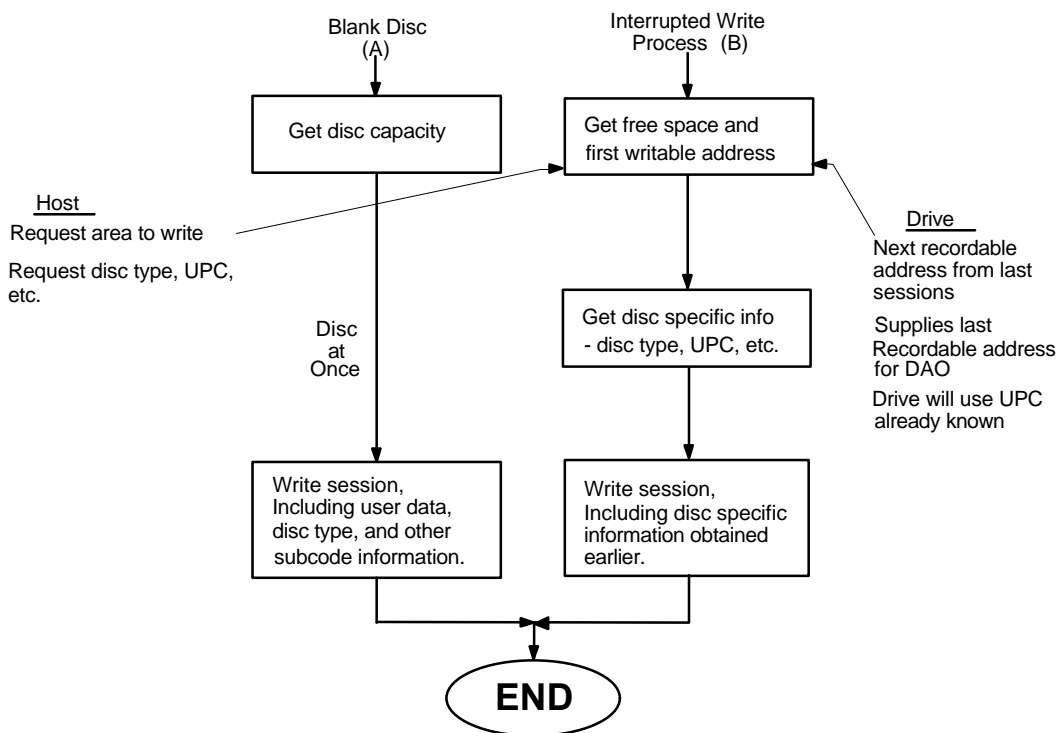 Blank Disc
(A)
Interrupted Write
Process (B)
Get disc capacity
Get free space and
first writable address
Host
Request area to write
Request disc type, UPC,
etc.
Drive
Next recordable
address from last
sessions
Supplies last
Recordable address
for DAO
Drive will use UPC
already known
Disc
at
Once
Get disc specific info
- disc type, UPC, etc.
Write session,
Including user data,
disc type, and other
subcode information.
Write session,
Including disc specific
information obtained
earlier.
END